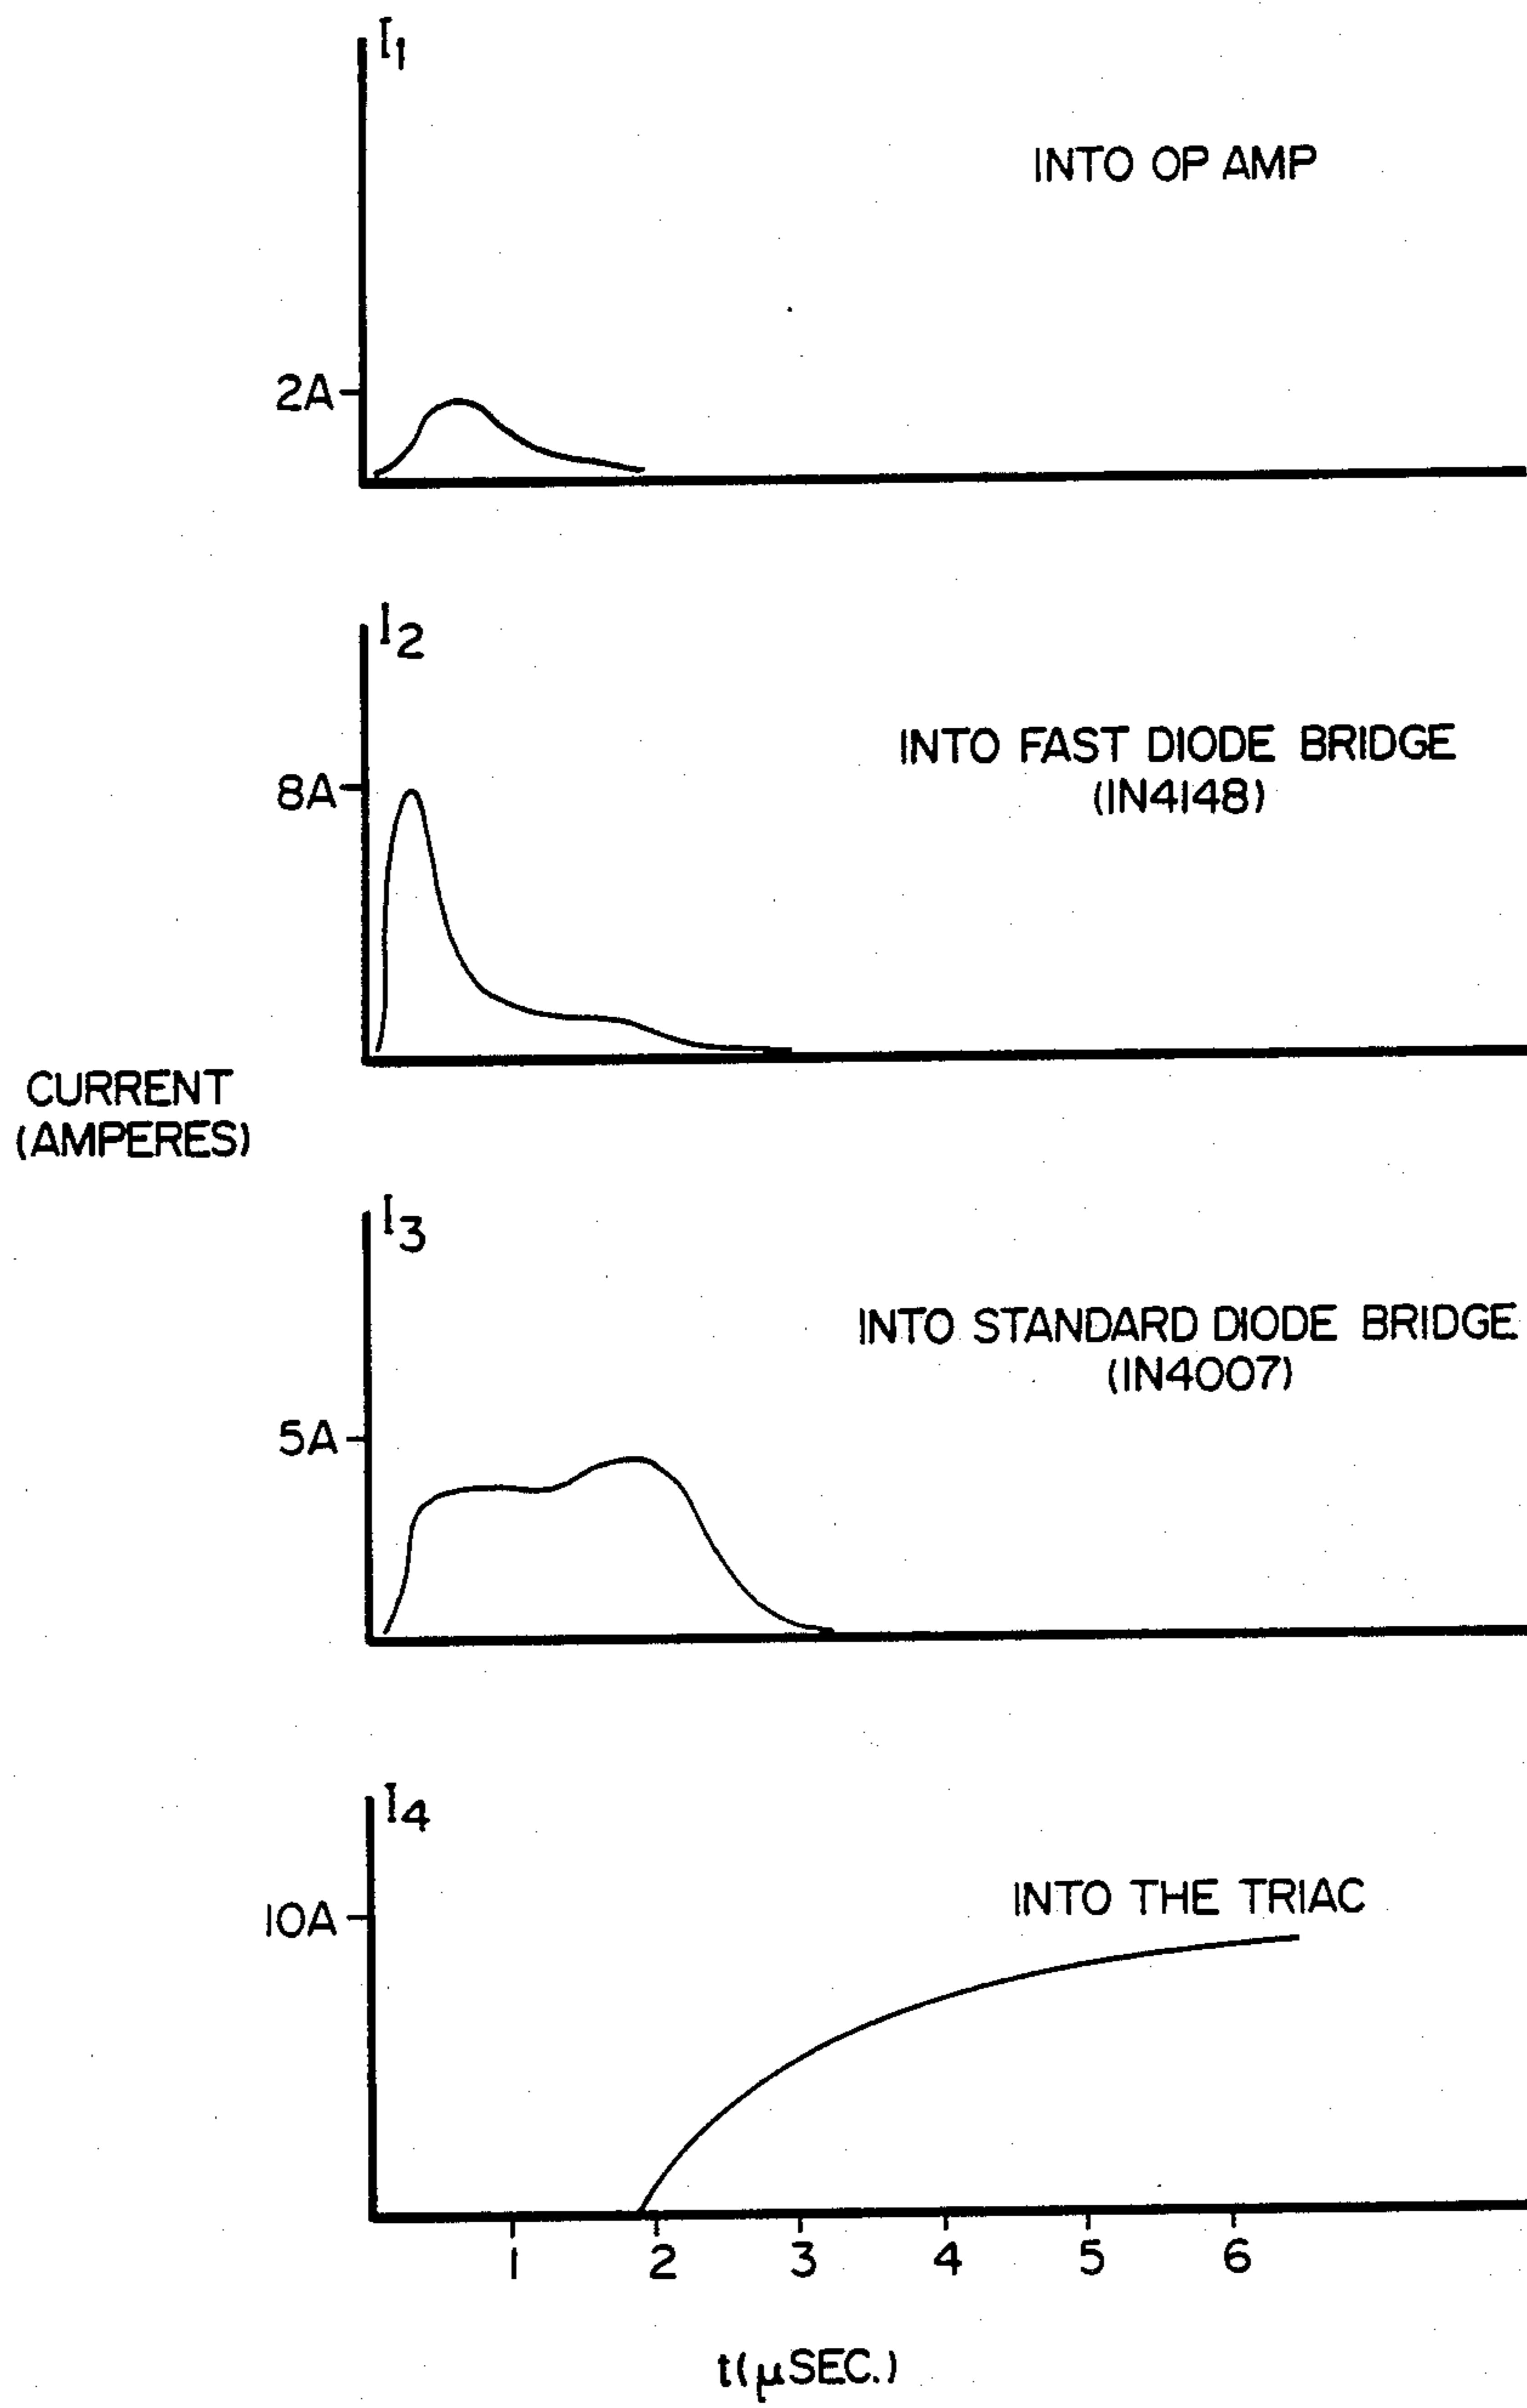 I1
INTO OP AMP
2A
I2
INTO FAST DIODE BRIDGE
(IN4148)
8A
CURRENT
(AMPERES)
I3
INTO STANDARD DIODE BRIDGE
(IN4007)
5A
I4
INTO THE TRIAC
10A
1 2 3 4 5 6
t(μSEC.)